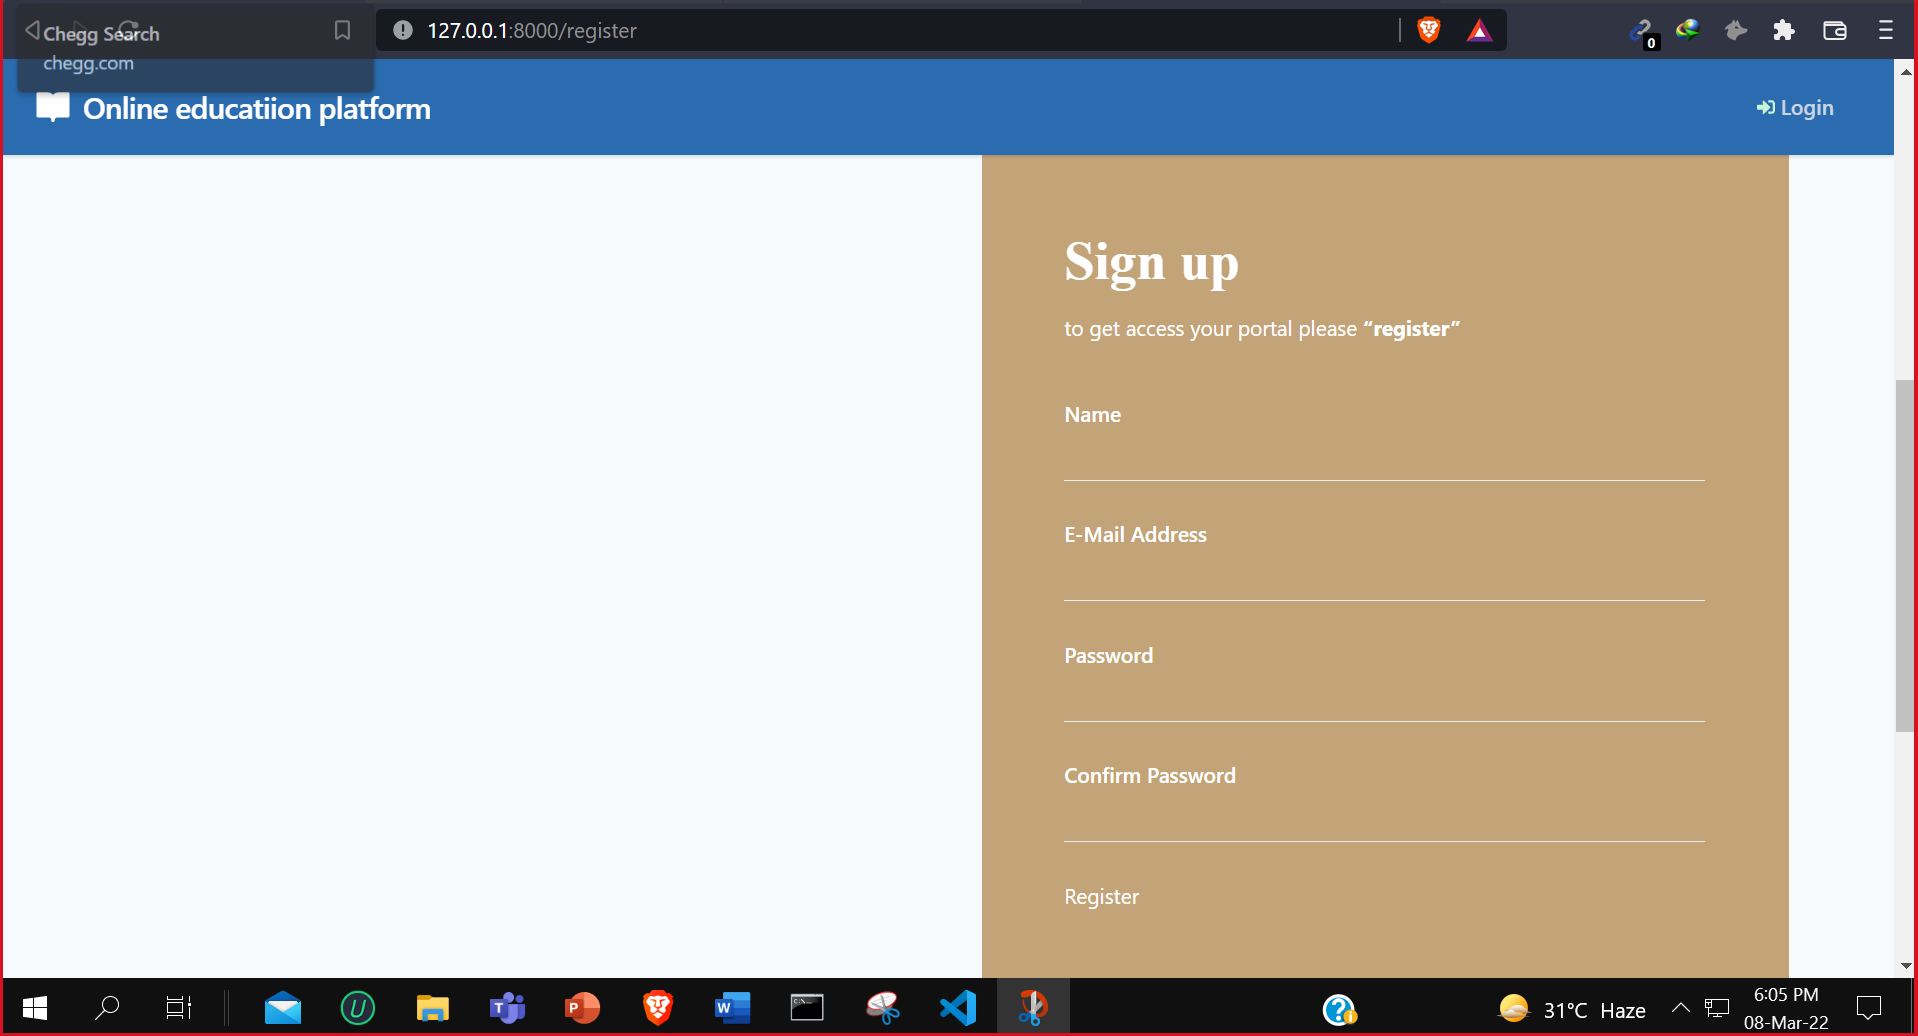 Chegg Search
chegg.com
127.0.0.1:8000/register
0
Online educatiion platform
Login
Sign up
to get access your portal please “register”
Name
E-Mail Address
Password
Confirm Password
Register
31°C Haze
6:05 PM
08-Mar-22